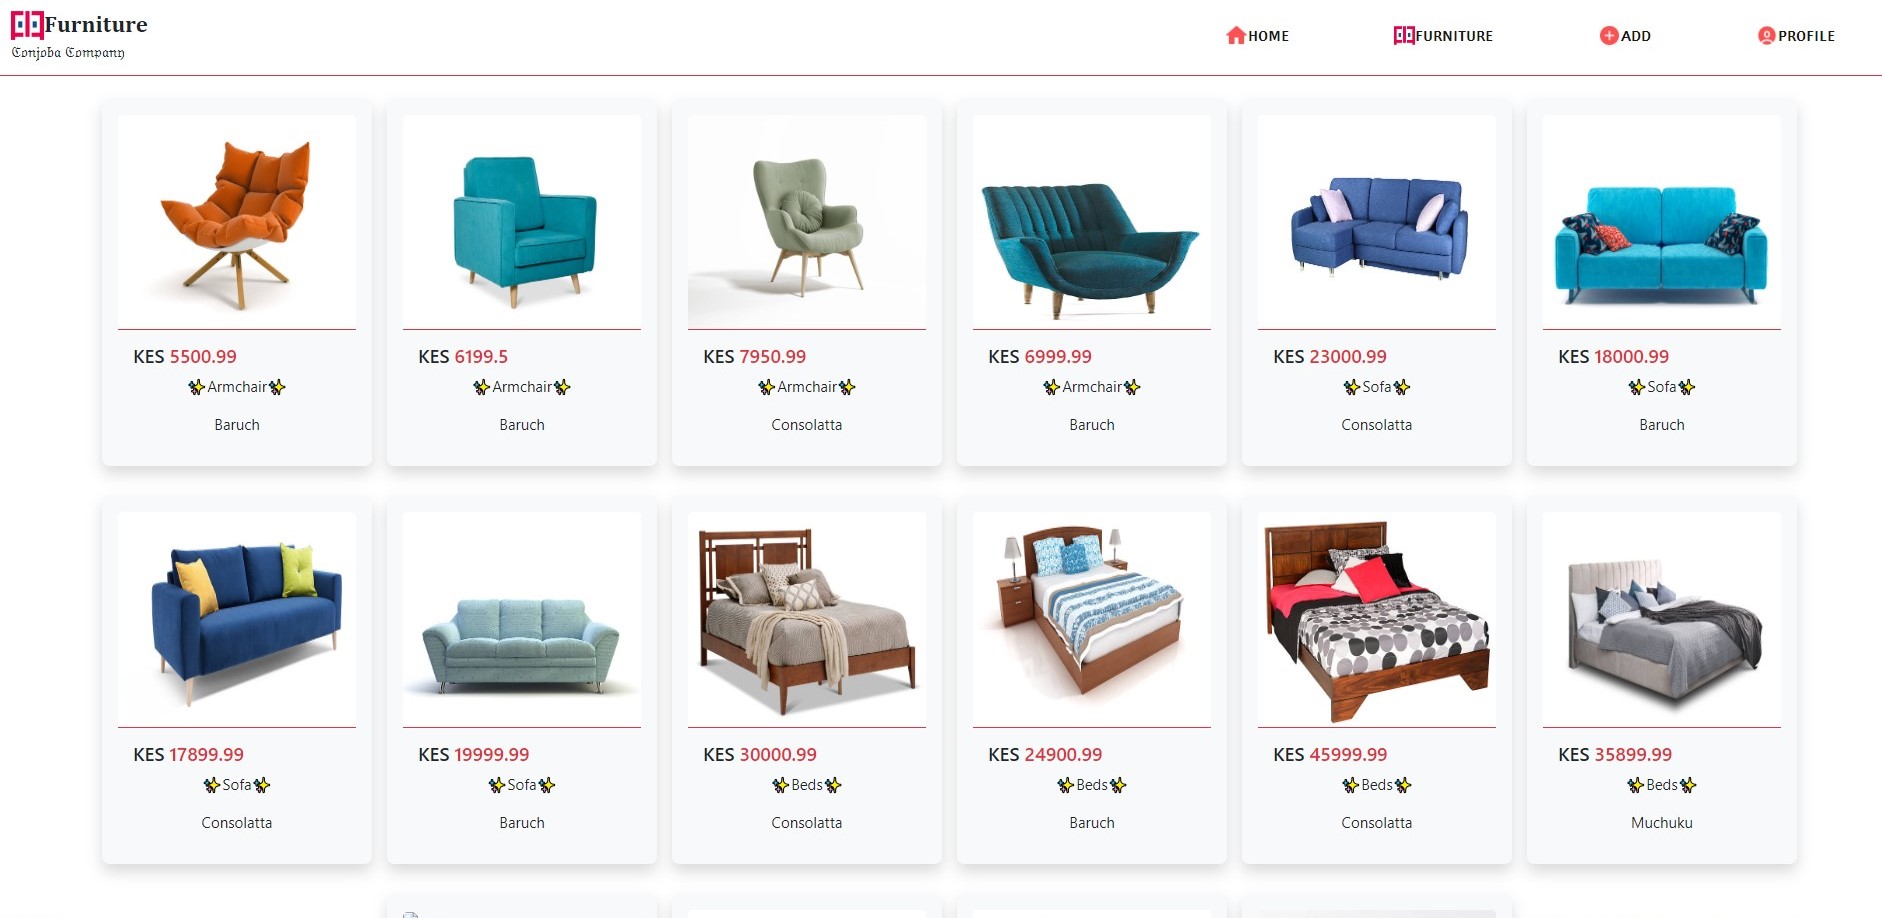 Furniture
Conjoba Company
HOME
FURNITURE
ADD
PROFILE
KES 5500.99
✨Armchair✨
Baruch
KES 6199.5
✨Armchair✨
Baruch
KES 7950.99
✨Armchair✨
Consolatta
KES 6999.99
✨Armchair✨
Baruch
KES 23000.99
✨Sofa✨
Consolatta
KES 18000.99
✨Sofa✨
Baruch
KES 17899.99
✨Sofa✨
Consolatta
KES 19999.99
✨Sofa✨
Baruch
KES 30000.99
✨Beds✨
Consolatta
KES 24900.99
✨Beds✨
Baruch
KES 45999.99
✨Beds✨
Consolatta
KES 35899.99
✨Beds✨
Muchuku